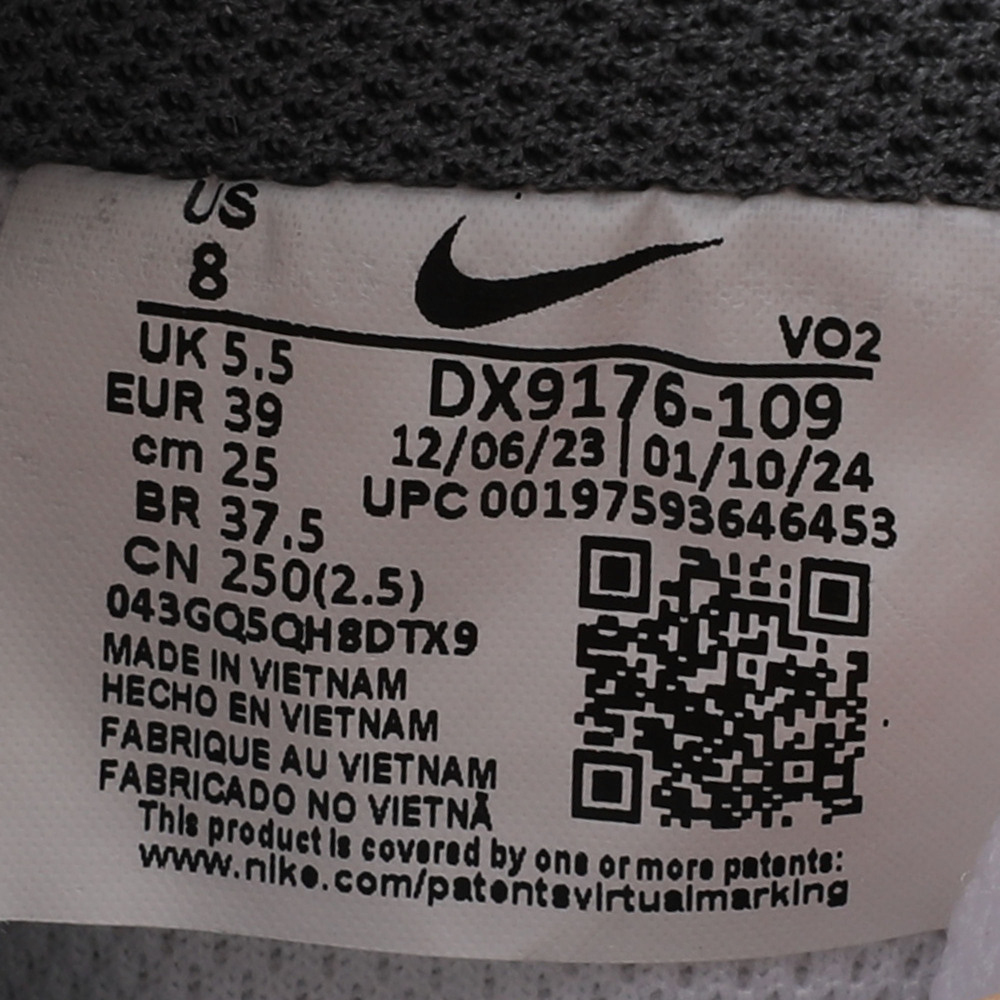 US
8
VO2
UK 5.5
EUR 39
cm 25
BR 37.5
CN 250(2.5)
DX9176-109
12/06/23 | 01/10/24
UPC 00197593646453
043GQ5QH8DTX9
MADE IN VIETNAM
HECHO EN VIETNAM
FABRIQUE AU VIETNAM
FABRICADO NO VIETNÃ
This product is covered by one or more patents:
www.nike.com/patentsvirtualmarking